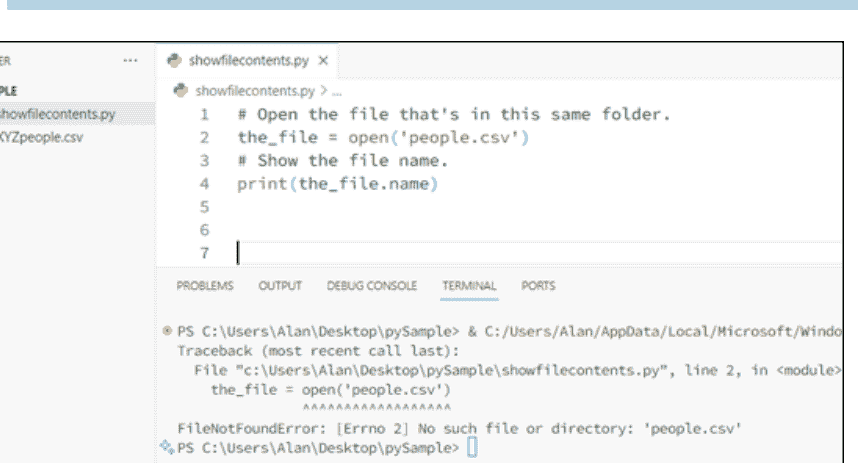 ER ...
showfilecontents.py ×
PLE
showfilecontents.py > ...
showfilecontents.py
XYZpeople.csv
1 # Open the file that's in this same folder.
2 the_file = open('people.csv')
3 # Show the file name.
4 print(the_file.name)
5
6
7
PROBLEMS OUTPUT DEBUG CONSOLE TERMINAL PORTS
PS C:\Users\Alan\Desktop\pySample> & C:/Users/Alan/AppData/Local/Microsoft/Windo
Traceback (most recent call last):
File "c:\Users\Alan\Desktop\pySample\showfilecontents.py", line 2, in <module>
the_file = open('people.csv')
^^^^^^^^^^^^^^^^^^
FileNotFoundError: [Errno 2] No such file or directory: 'people.csv'
PS C:\Users\Alan\Desktop\pySample>